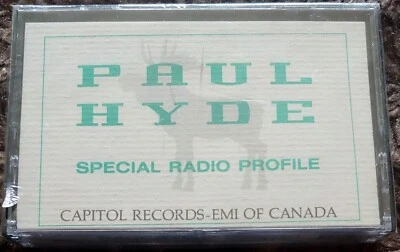 PAUL
HYDE
SPECIAL RADIO PROFILE
CAPITOL RECORDS-EMI OF CANADA